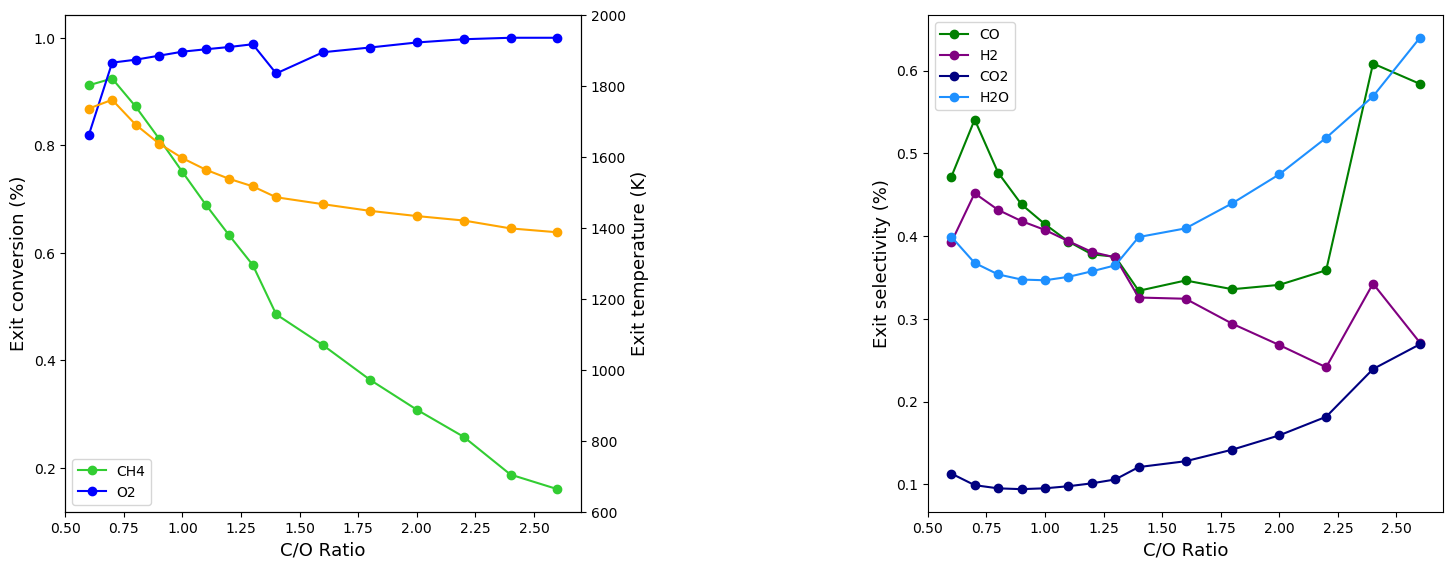 1.0
0.8
0.6
0.4
0.2
Exit conversion (%)
0.50 0.75 1.00 1.25 1.50 1.75 2.00 2.25 2.50
C/O Ratio
CH4
O2
2000
1800
1600
1400
1200
1000
800
600
Exit temperature (K)
0.6
0.5
0.4
0.3
0.2
0.1
Exit selectivity (%)
CO
H2
CO2
H2O
0.50 0.75 1.00 1.25 1.50 1.75 2.00 2.25 2.50
C/O Ratio